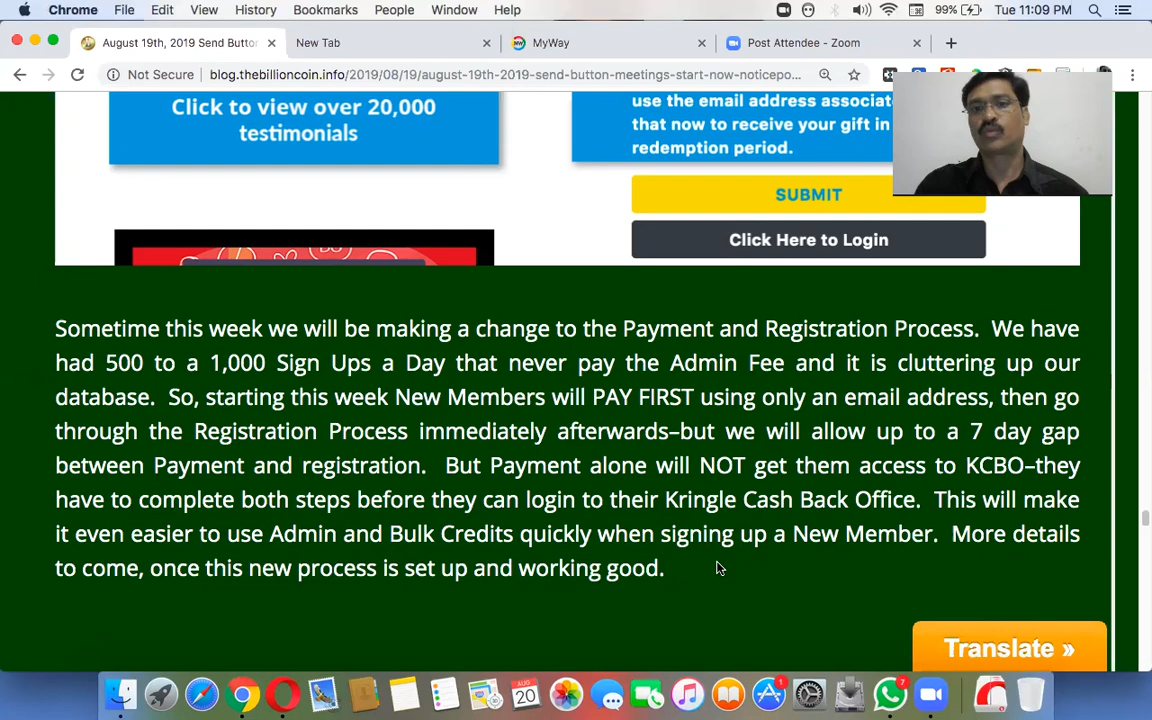 Chrome File Edit View History Bookmarks People Window Help 99% Tue 11:09 PM
August 19th, 2019 Send Butto New Tab MyWay Post Attendee - Zoom
Not Secure blog.thebillioncoin.info/2019/08/19/august-19th-2019-send-button-meetings-start-now-noticepo...
Click to view over 20,000
testimonials
use the email address associate
that now to receive your gift in
redemption period.
SUBMIT
Click Here to Login
Sometime this week we will be making a change to the Payment and Registration Process. We have
had 500 to a 1,000 Sign Ups a Day that never pay the Admin Fee and it is cluttering up our
database. So, starting this week New Members will PAY FIRST using only an email address, then go
through the Registration Process immediately afterwards–but we will allow up to a 7 day gap
between Payment and registration. But Payment alone will NOT get them access to KCBO–they
have to complete both steps before they can login to their Kringle Cash Back Office. This will make
it even easier to use Admin and Bulk Credits quickly when signing up a New Member. More details
to come, once this new process is set up and working good.
Translate »
AUG
20
1
7